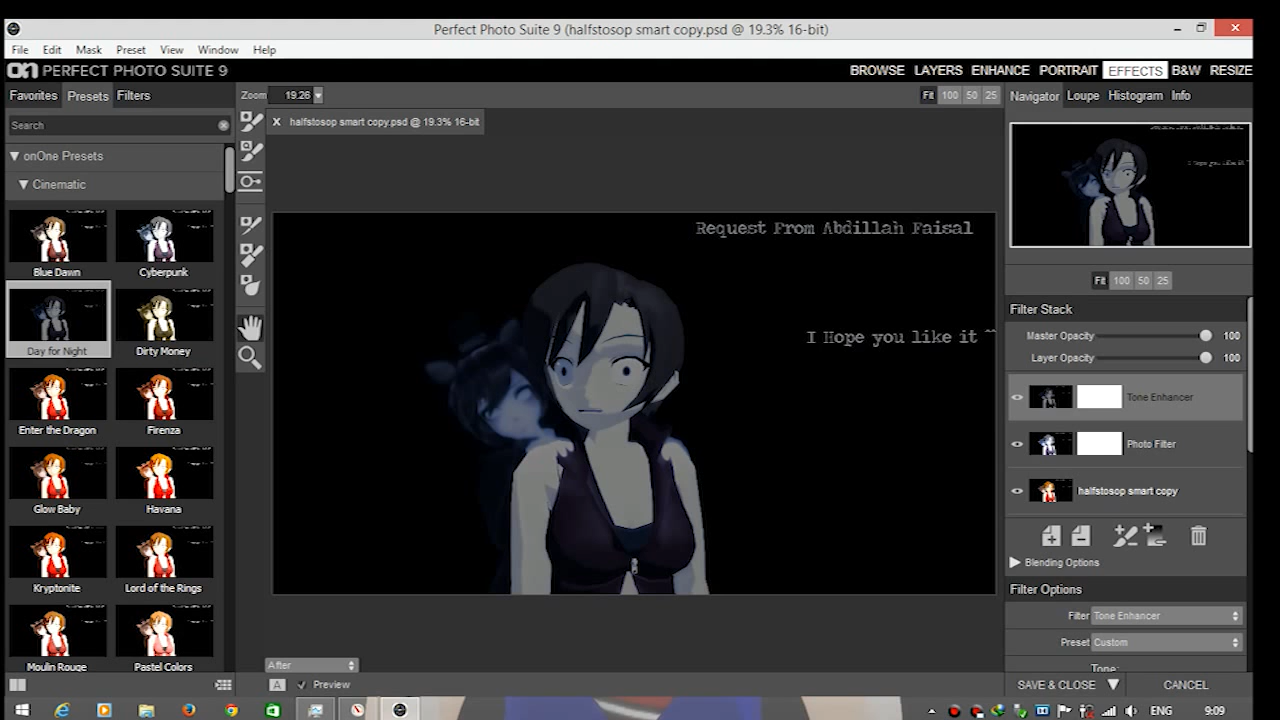 Perfect Photo Suite 9 (halfstosop smart copy.psd @ 19.3% 16-bit)
File Edit Mask Preset View Window Help
on PERFECT PHOTO SUITE 9
BROWSE LAYERS ENHANCE PORTRAIT EFFECTS B&W RESIZE
Favorites Presets Filters
Zoom 19.26
Fit 100 50 25
Navigator Loupe Histogram Info
Search
X halfstosop smart copy.psd @ 19.3% 16-bit
onOne Presets
Cinematic
Blue Dawn Cyberpunk
Day for Night Dirty Money
Enter the Dragon Firenza
Glow Baby Havana
Kryptonite Lord of the Rings
Moulin Rouge Pastel Colors
Request From Abdillah Faisal
I Hope you like it ^^
I Hope you like it
Fit 100 50 25
Filter Stack
Master Opacity 100
Layer Opacity 100
Tone Enhancer
Photo Filter
halfstosop smart copy
Blending Options
Filter Options
Filter Tone Enhancer
Preset Custom
Tone:
After
A Preview
SAVE & CLOSE CANCEL
ENG 9:09